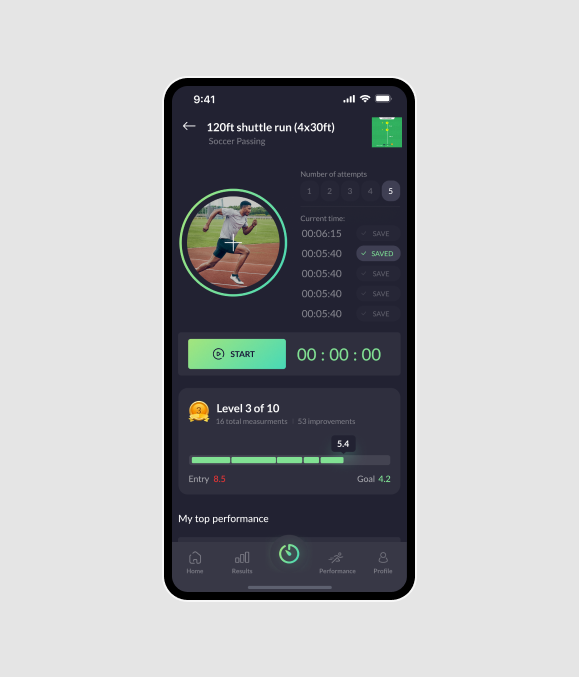 9:41
120ft shuttle run (4x30ft)
Soccer Passing
Number of attempts
1 2 3 4 5
Current time:
00:06:15 SAVE
00:05:40 SAVED
00:05:40 SAVE
00:05:40 SAVE
00:05:40 SAVE
START 00 : 00 : 00
3 Level 3 of 10
16 total measurments | 53 improvements
5.4
Entry 8.5 Goal 4.2
My top performance
Home Results Performance Profile